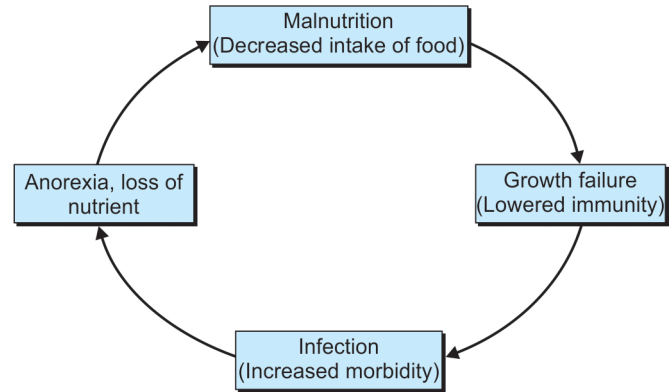 Malnutrition
(Decreased intake of food)
Growth failure
(Lowered immunity)
Infection
(Increased morbidity)
Anorexia, loss of
nutrient